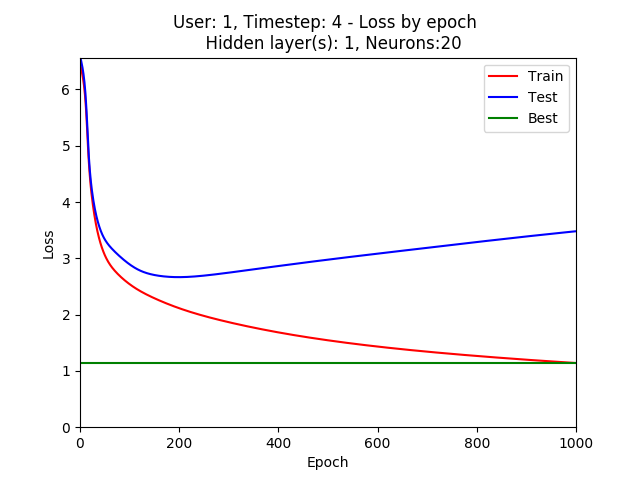 User: 1, Timestep: 4 - Loss by epoch
Hidden layer(s): 1, Neurons:20
Train
Test
Best
6
5
4
3
2
1
0
Loss
0
200
400
600
800
1000
Epoch